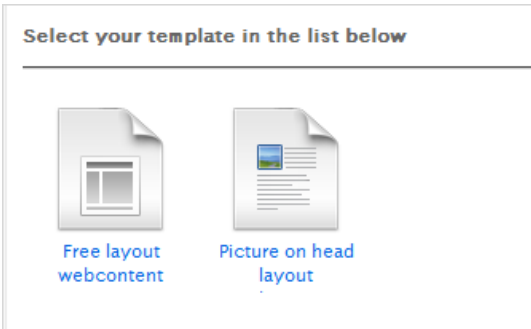 Select your template in the list below
Free layout
webcontent
Picture on head
layout